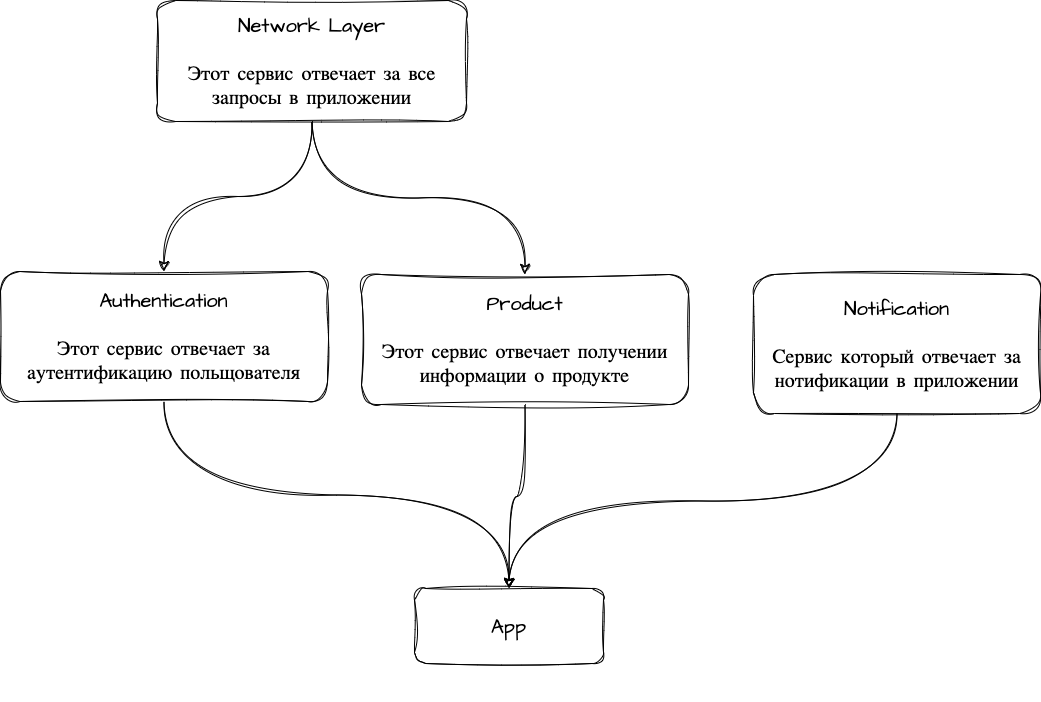 Network Layer
Этот сервис отвечает за все
запросы в приложении
Authentication
Этот сервис отвечает за
аутентификацию польщователя
Product
Этот сервис отвечает получении
информации о продукте
Notification
Сервис который отвечает за
нотификации в приложении
App